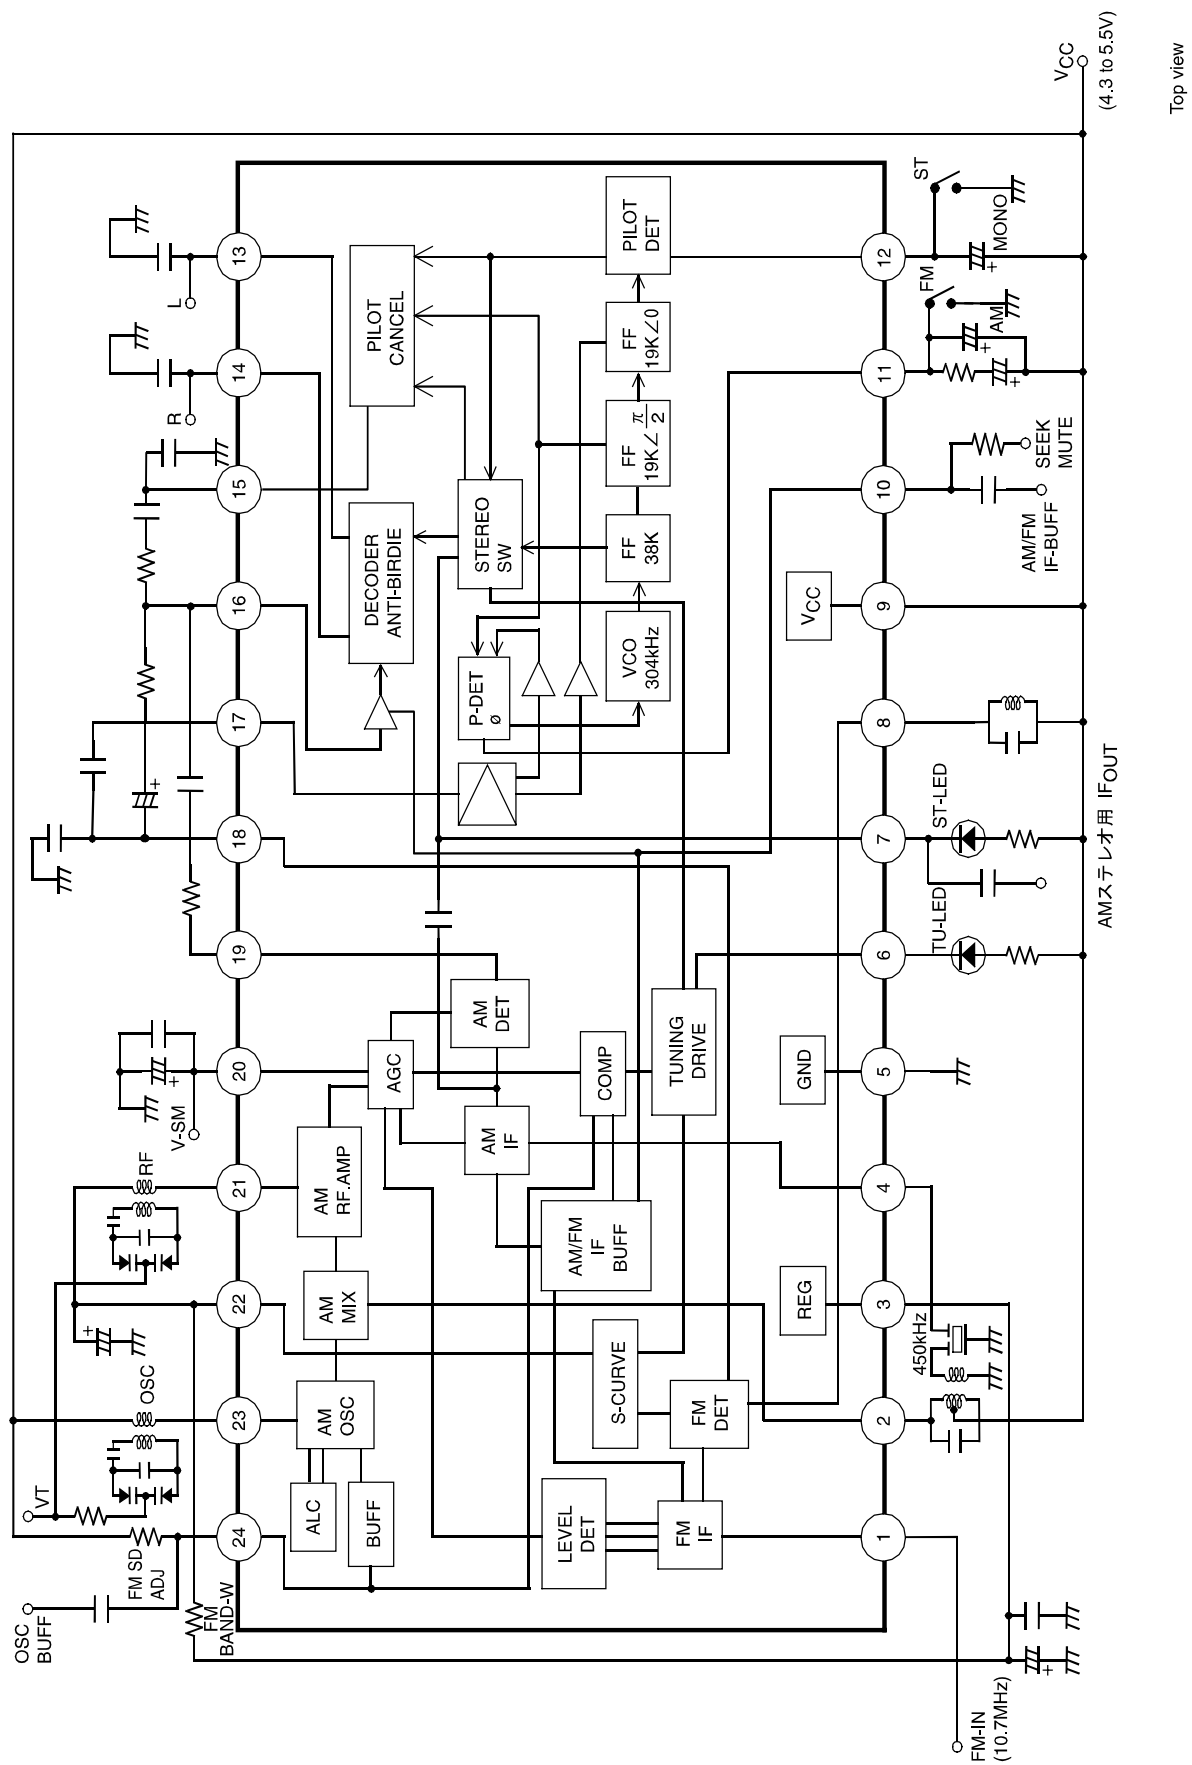 VCC
(4.3 to 5.5V)
Top view
13
14
15
16
17
18
19
20
21
22
23
24
L
R
V-SM
RF
OSC
VT
FM SD
ADJ
OSC
BUFF
FM
BAND-W
PILOT
CANCEL
PILOT
DET
FF
19K∠0
FF
19K∠π/2
FF
38K
VCO
304kHz
STEREO
SW
DECODER
ANTI-BIRDIE
P-DET
ø
AM
DET
AGC
COMP
TUNING
DRIVE
AM
IF
AM
RF.AMP
AM/FM
IF
BUFF
AM
MIX
S-CURVE
AM
OSC
FM
DET
ALC
BUFF
LEVEL
DET
FM
IF
VCC
GND
REG
12
11
10
9
8
7
6
5
4
3
2
1
ST
MONO
+
FM
AM
+
+
SEEK
MUTE
AM/FM
IF-BUFF
ST-LED
TU-LED
AMステレオ用 IFOUT
450kHz
FM-IN
(10.7MHz)
+
+
+
+